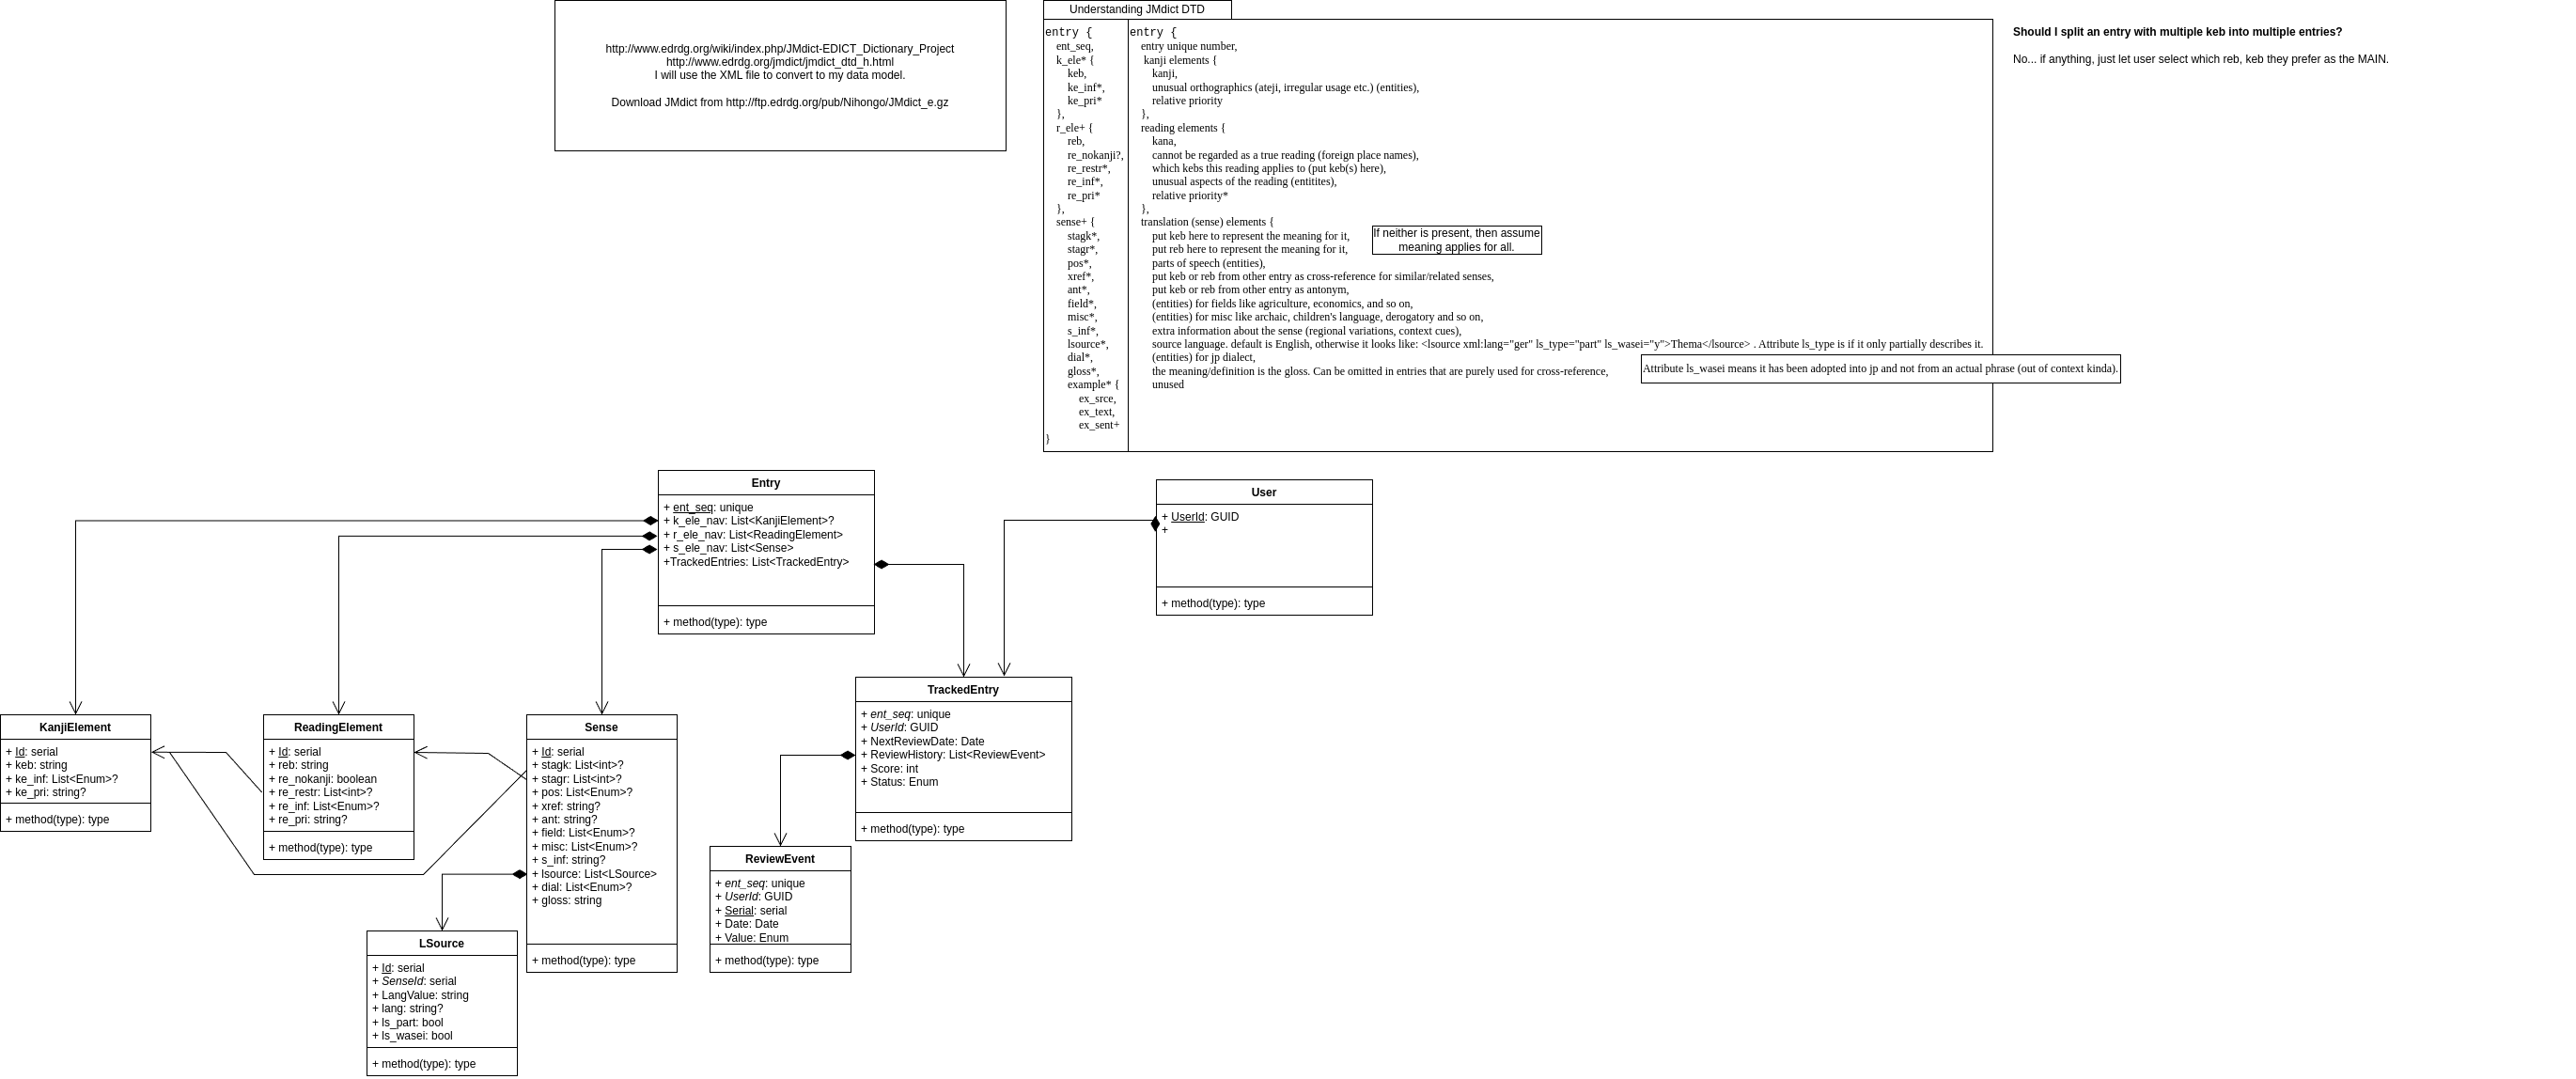 http://www.edrdg.org/wiki/index.php/JMdict-EDICT_Dictionary_Project
http://www.edrdg.org/jmdict/jmdict_dtd_h.html
I will use the XML file to convert to my data model.
Download JMdict from http://ftp.edrdg.org/pub/Nihongo/JMdict_e.gz
Understanding JMdict DTD
entry {
ent_seq,
k_ele* {
keb,
ke_inf*,
ke_pri*
},
r_ele+ {
reb,
re_nokanji?,
re_restr*,
re_inf*,
re_pri*
},
sense+ {
stagk*,
stagr*,
pos*,
xref*,
ant*,
field*,
misc*,
s_inf*,
lsource*,
dial*,
gloss*,
example* {
ex_srce,
ex_text,
ex_sent+
}
entry {
entry unique number,
kanji elements {
kanji,
unusual orthographics (ateji, irregular usage etc.) (entities),
relative priority
},
reading elements {
kana,
cannot be regarded as a true reading (foreign place names),
which kebs this reading applies to (put keb(s) here),
unusual aspects of the reading (entitites),
relative priority*
},
translation (sense) elements {
put keb here to represent the meaning for it,
put reb here to represent the meaning for it,
parts of speech (entities),
put keb or reb from other entry as cross-reference for similar/related senses,
put keb or reb from other entry as antonym,
(entities) for fields like agriculture, economics, and so on,
(entities) for misc like archaic, children's language, derogatory and so on,
extra information about the sense (regional variations, context cues),
source language. default is English, otherwise it looks like: <lsource xml:lang="ger" ls_type="part" ls_wasei="y">Thema</lsource> . Attribute ls_type is if it only partially describes it.
(entities) for jp dialect,
the meaning/definition is the gloss. Can be omitted in entries that are purely used for cross-reference,
unused
If neither is present, then assume
meaning applies for all.
Attribute ls_wasei means it has been adopted into jp and not from an actual phrase (out of context kinda).
Should I split an entry with multiple keb into multiple entries?
No... if anything, just let user select which reb, keb they prefer as the MAIN.
Entry
+ ent_seq: unique
+ k_ele_nav: List<KanjiElement>?
+ r_ele_nav: List<ReadingElement>
+ s_ele_nav: List<Sense>
+TrackedEntries: List<TrackedEntry>
+ method(type): type
User
+ UserId: GUID
+
+ method(type): type
KanjiElement
+ Id: serial
+ keb: string
+ ke_inf: List<Enum>?
+ ke_pri: string?
+ method(type): type
ReadingElement
+ Id: serial
+ reb: string
+ re_nokanji: boolean
+ re_restr: List<int>?
+ re_inf: List<Enum>?
+ re_pri: string?
+ method(type): type
Sense
+ Id: serial
+ stagk: List<int>?
+ stagr: List<int>?
+ pos: List<Enum>?
+ xref: string?
+ ant: string?
+ field: List<Enum>?
+ misc: List<Enum>?
+ s_inf: string?
+ lsource: List<LSource>
+ dial: List<Enum>?
+ gloss: string
+ method(type): type
TrackedEntry
+ ent_seq: unique
+ UserId: GUID
+ NextReviewDate: Date
+ ReviewHistory: List<ReviewEvent>
+ Score: int
+ Status: Enum
+ method(type): type
ReviewEvent
+ ent_seq: unique
+ UserId: GUID
+ Serial: serial
+ Date: Date
+ Value: Enum
+ method(type): type
LSource
+ Id: serial
+ SenseId: serial
+ LangValue: string
+ lang: string?
+ ls_part: bool
+ ls_wasei: bool
+ method(type): type